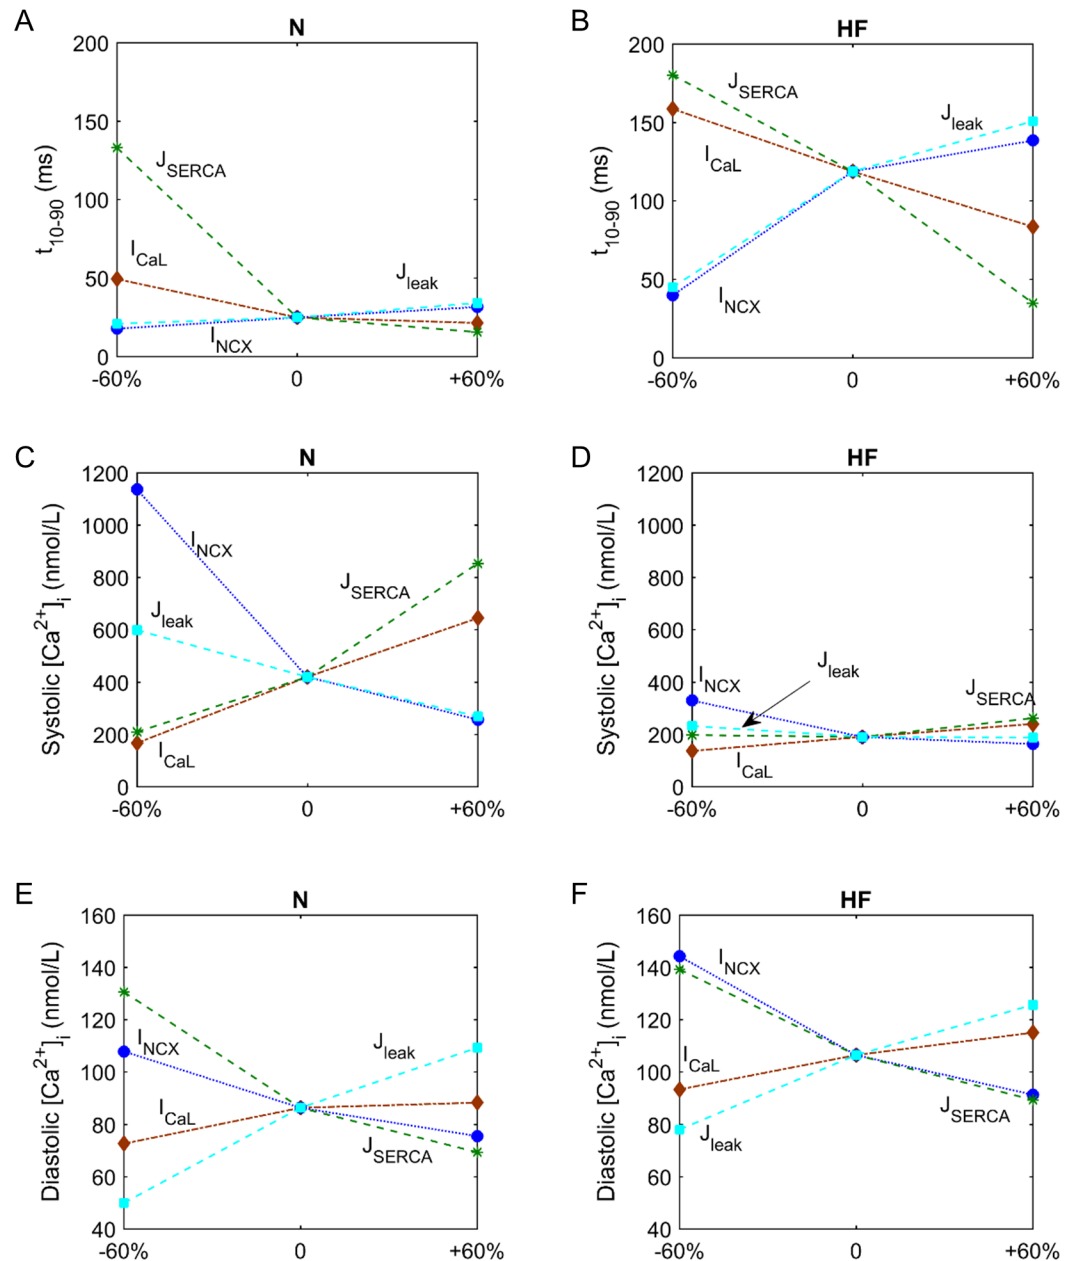 A
N
200
150
100
50
0
t10-90 (ms)
JSERCA
ICaL
Jleak
INCX
-60%
0
+60%
B
HF
200
150
100
50
0
t10-90 (ms)
JSERCA
Jleak
ICaL
INCX
-60%
0
+60%
C
N
1200
1000
800
600
400
200
0
Systolic [Ca2+]i (nmol/L)
INCX
JSERCA
Jleak
ICaL
-60%
0
+60%
D
HF
1200
1000
800
600
400
200
0
Systolic [Ca2+]i (nmol/L)
Jleak
INCX
JSERCA
ICaL
-60%
0
+60%
E
N
160
140
120
100
80
60
40
Diastolic [Ca2+]i (nmol/L)
INCX
Jleak
ICaL
JSERCA
-60%
0
+60%
F
HF
160
140
120
100
80
60
40
Diastolic [Ca2+]i (nmol/L)
INCX
ICaL
JSERCA
Jleak
-60%
0
+60%